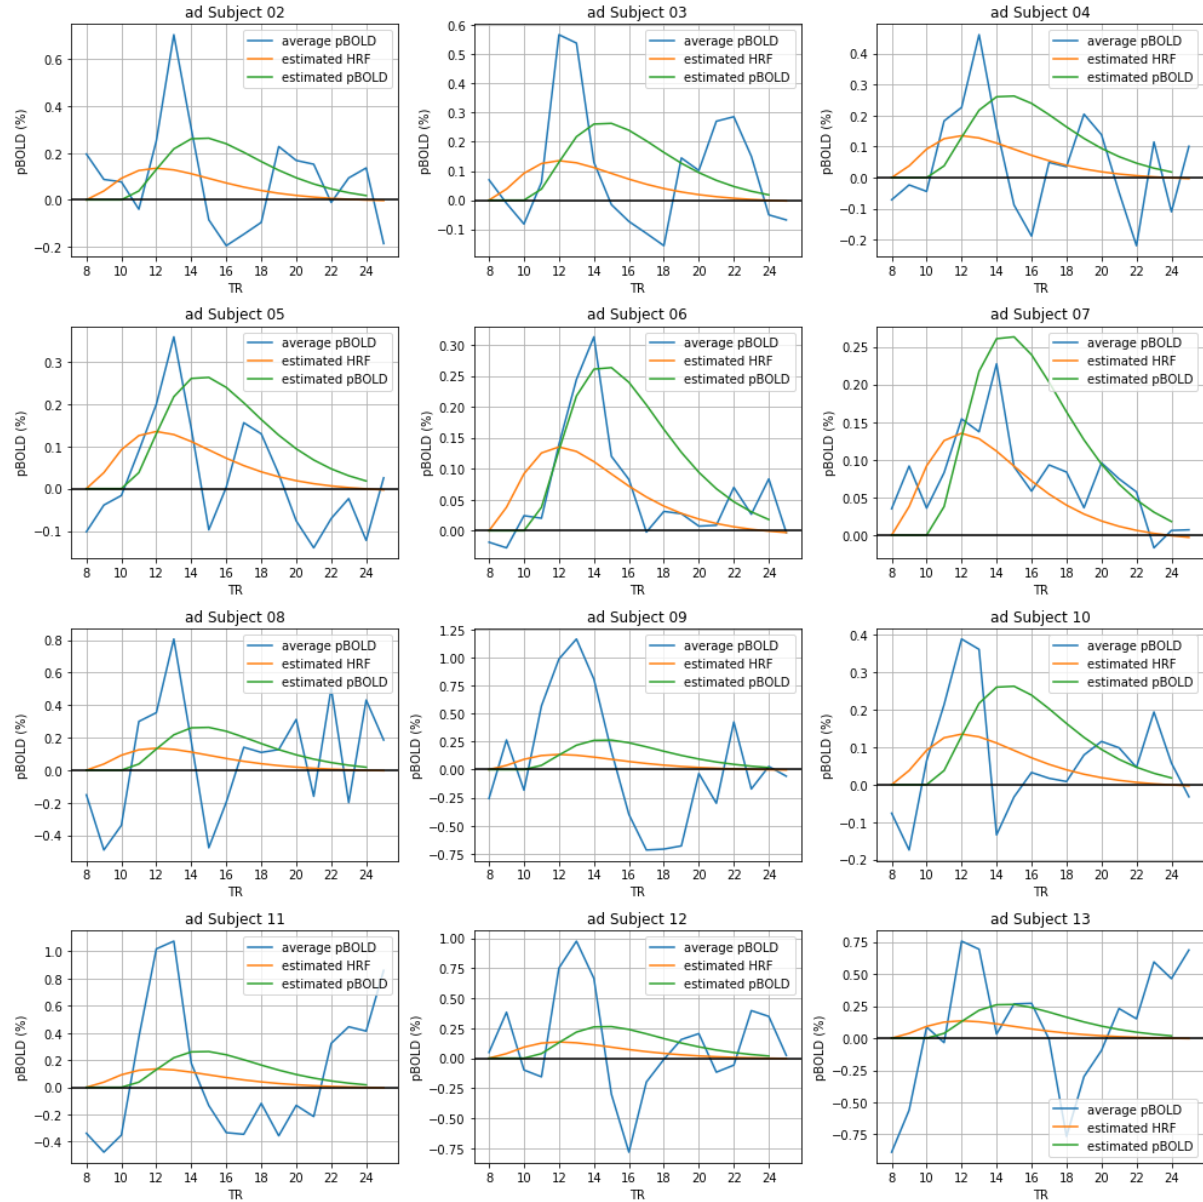 ad Subject 02
pBOLD (%)
0.6
0.4
0.2
0.0
−0.2
average pBOLD
estimated HRF
estimated pBOLD
8 10 12 14 16 18 20 22 24
TR
ad Subject 03
pBOLD (%)
0.6
0.5
0.4
0.3
0.2
0.1
0.0
−0.1
average pBOLD
estimated HRF
estimated pBOLD
8 10 12 14 16 18 20 22 24
TR
ad Subject 04
pBOLD (%)
0.4
0.3
0.2
0.1
0.0
−0.1
−0.2
average pBOLD
estimated HRF
estimated pBOLD
8 10 12 14 16 18 20 22 24
TR
ad Subject 05
pBOLD (%)
0.3
0.2
0.1
0.0
−0.1
average pBOLD
estimated HRF
estimated pBOLD
8 10 12 14 16 18 20 22 24
TR
ad Subject 06
pBOLD (%)
0.30
0.25
0.20
0.15
0.10
0.05
0.00
average pBOLD
estimated HRF
estimated pBOLD
8 10 12 14 16 18 20 22 24
TR
ad Subject 07
pBOLD (%)
0.25
0.20
0.15
0.10
0.05
0.00
average pBOLD
estimated HRF
estimated pBOLD
8 10 12 14 16 18 20 22 24
TR
ad Subject 08
pBOLD (%)
0.8
0.6
0.4
0.2
0.0
−0.2
−0.4
average pBOLD
estimated HRF
estimated pBOLD
8 10 12 14 16 18 20 22 24
TR
ad Subject 09
pBOLD (%)
1.25
1.00
0.75
0.50
0.25
0.00
−0.25
−0.50
−0.75
average pBOLD
estimated HRF
estimated pBOLD
8 10 12 14 16 18 20 22 24
TR
ad Subject 10
pBOLD (%)
0.4
0.3
0.2
0.1
0.0
−0.1
−0.2
average pBOLD
estimated HRF
estimated pBOLD
8 10 12 14 16 18 20 22 24
TR
ad Subject 11
pBOLD (%)
1.0
0.8
0.6
0.4
0.2
0.0
−0.2
−0.4
average pBOLD
estimated HRF
estimated pBOLD
8 10 12 14 16 18 20 22 24
TR
ad Subject 12
pBOLD (%)
1.00
0.75
0.50
0.25
0.00
−0.25
−0.50
−0.75
average pBOLD
estimated HRF
estimated pBOLD
8 10 12 14 16 18 20 22 24
TR
ad Subject 13
pBOLD (%)
0.75
0.50
0.25
0.00
−0.25
−0.50
−0.75
average pBOLD
estimated HRF
estimated pBOLD
8 10 12 14 16 18 20 22 24
TR